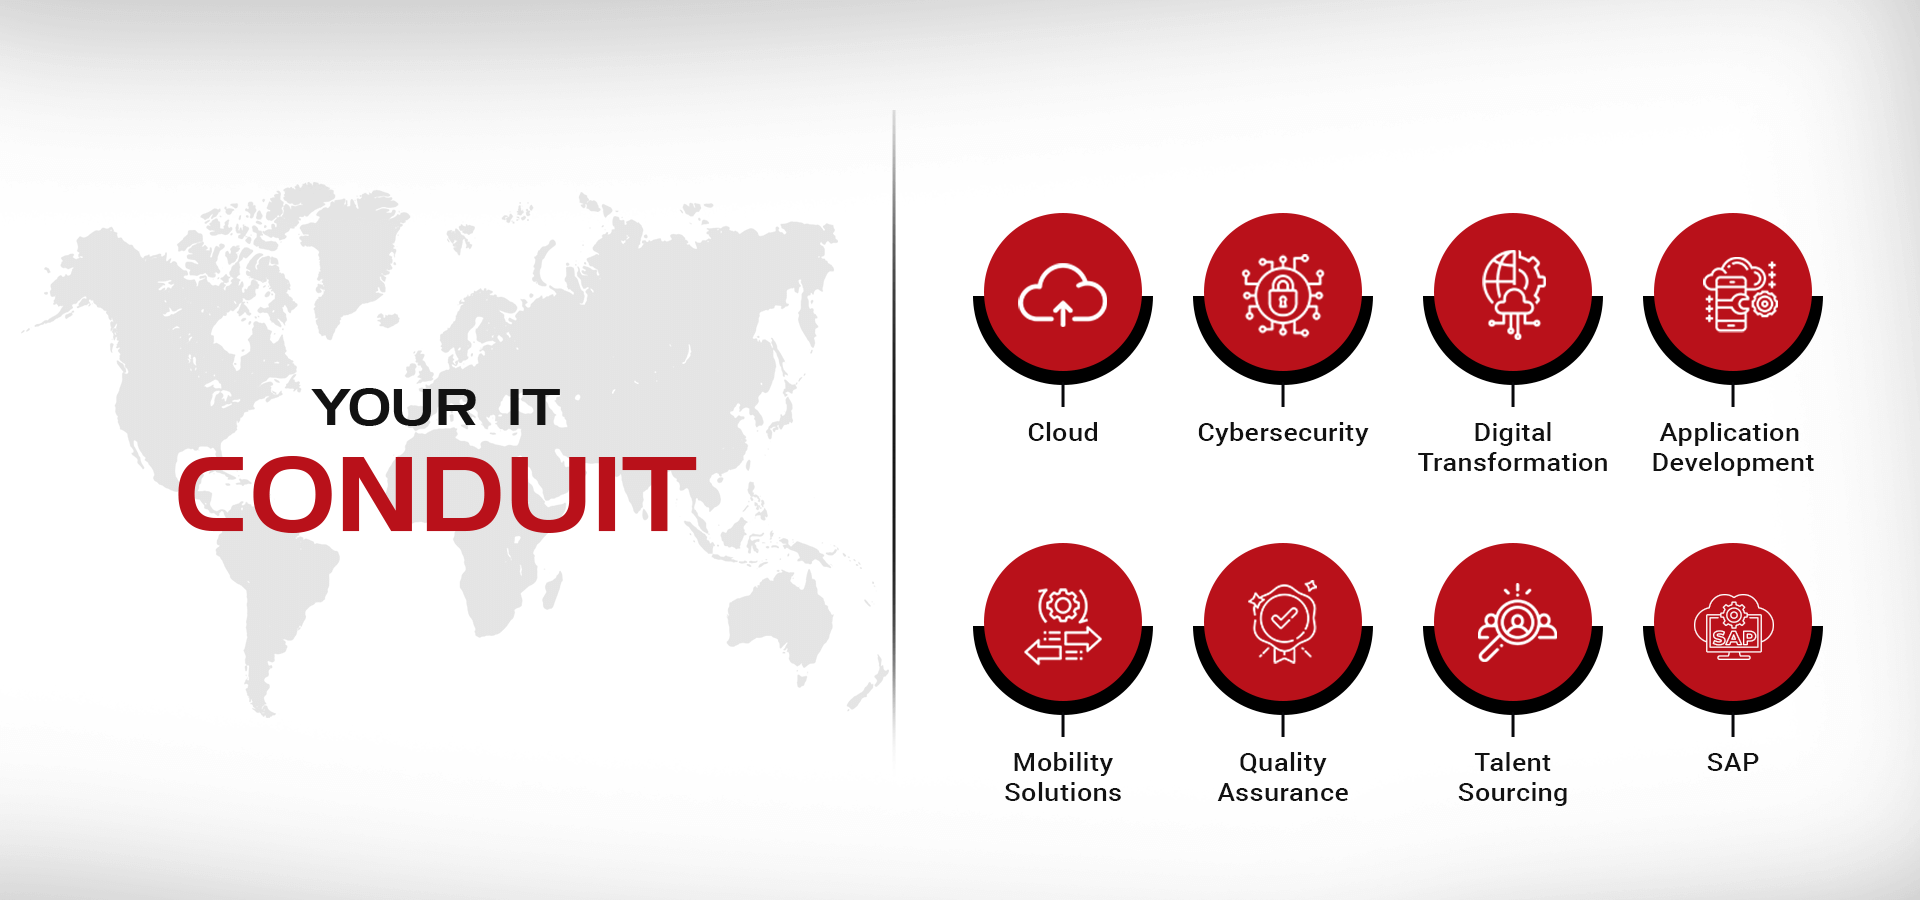 YOUR IT
CONDUIT
Cloud
Cybersecurity
Digital
Transformation
Application
Development
Mobility
Solutions
Quality
Assurance
Talent
Sourcing
SAP
SAP